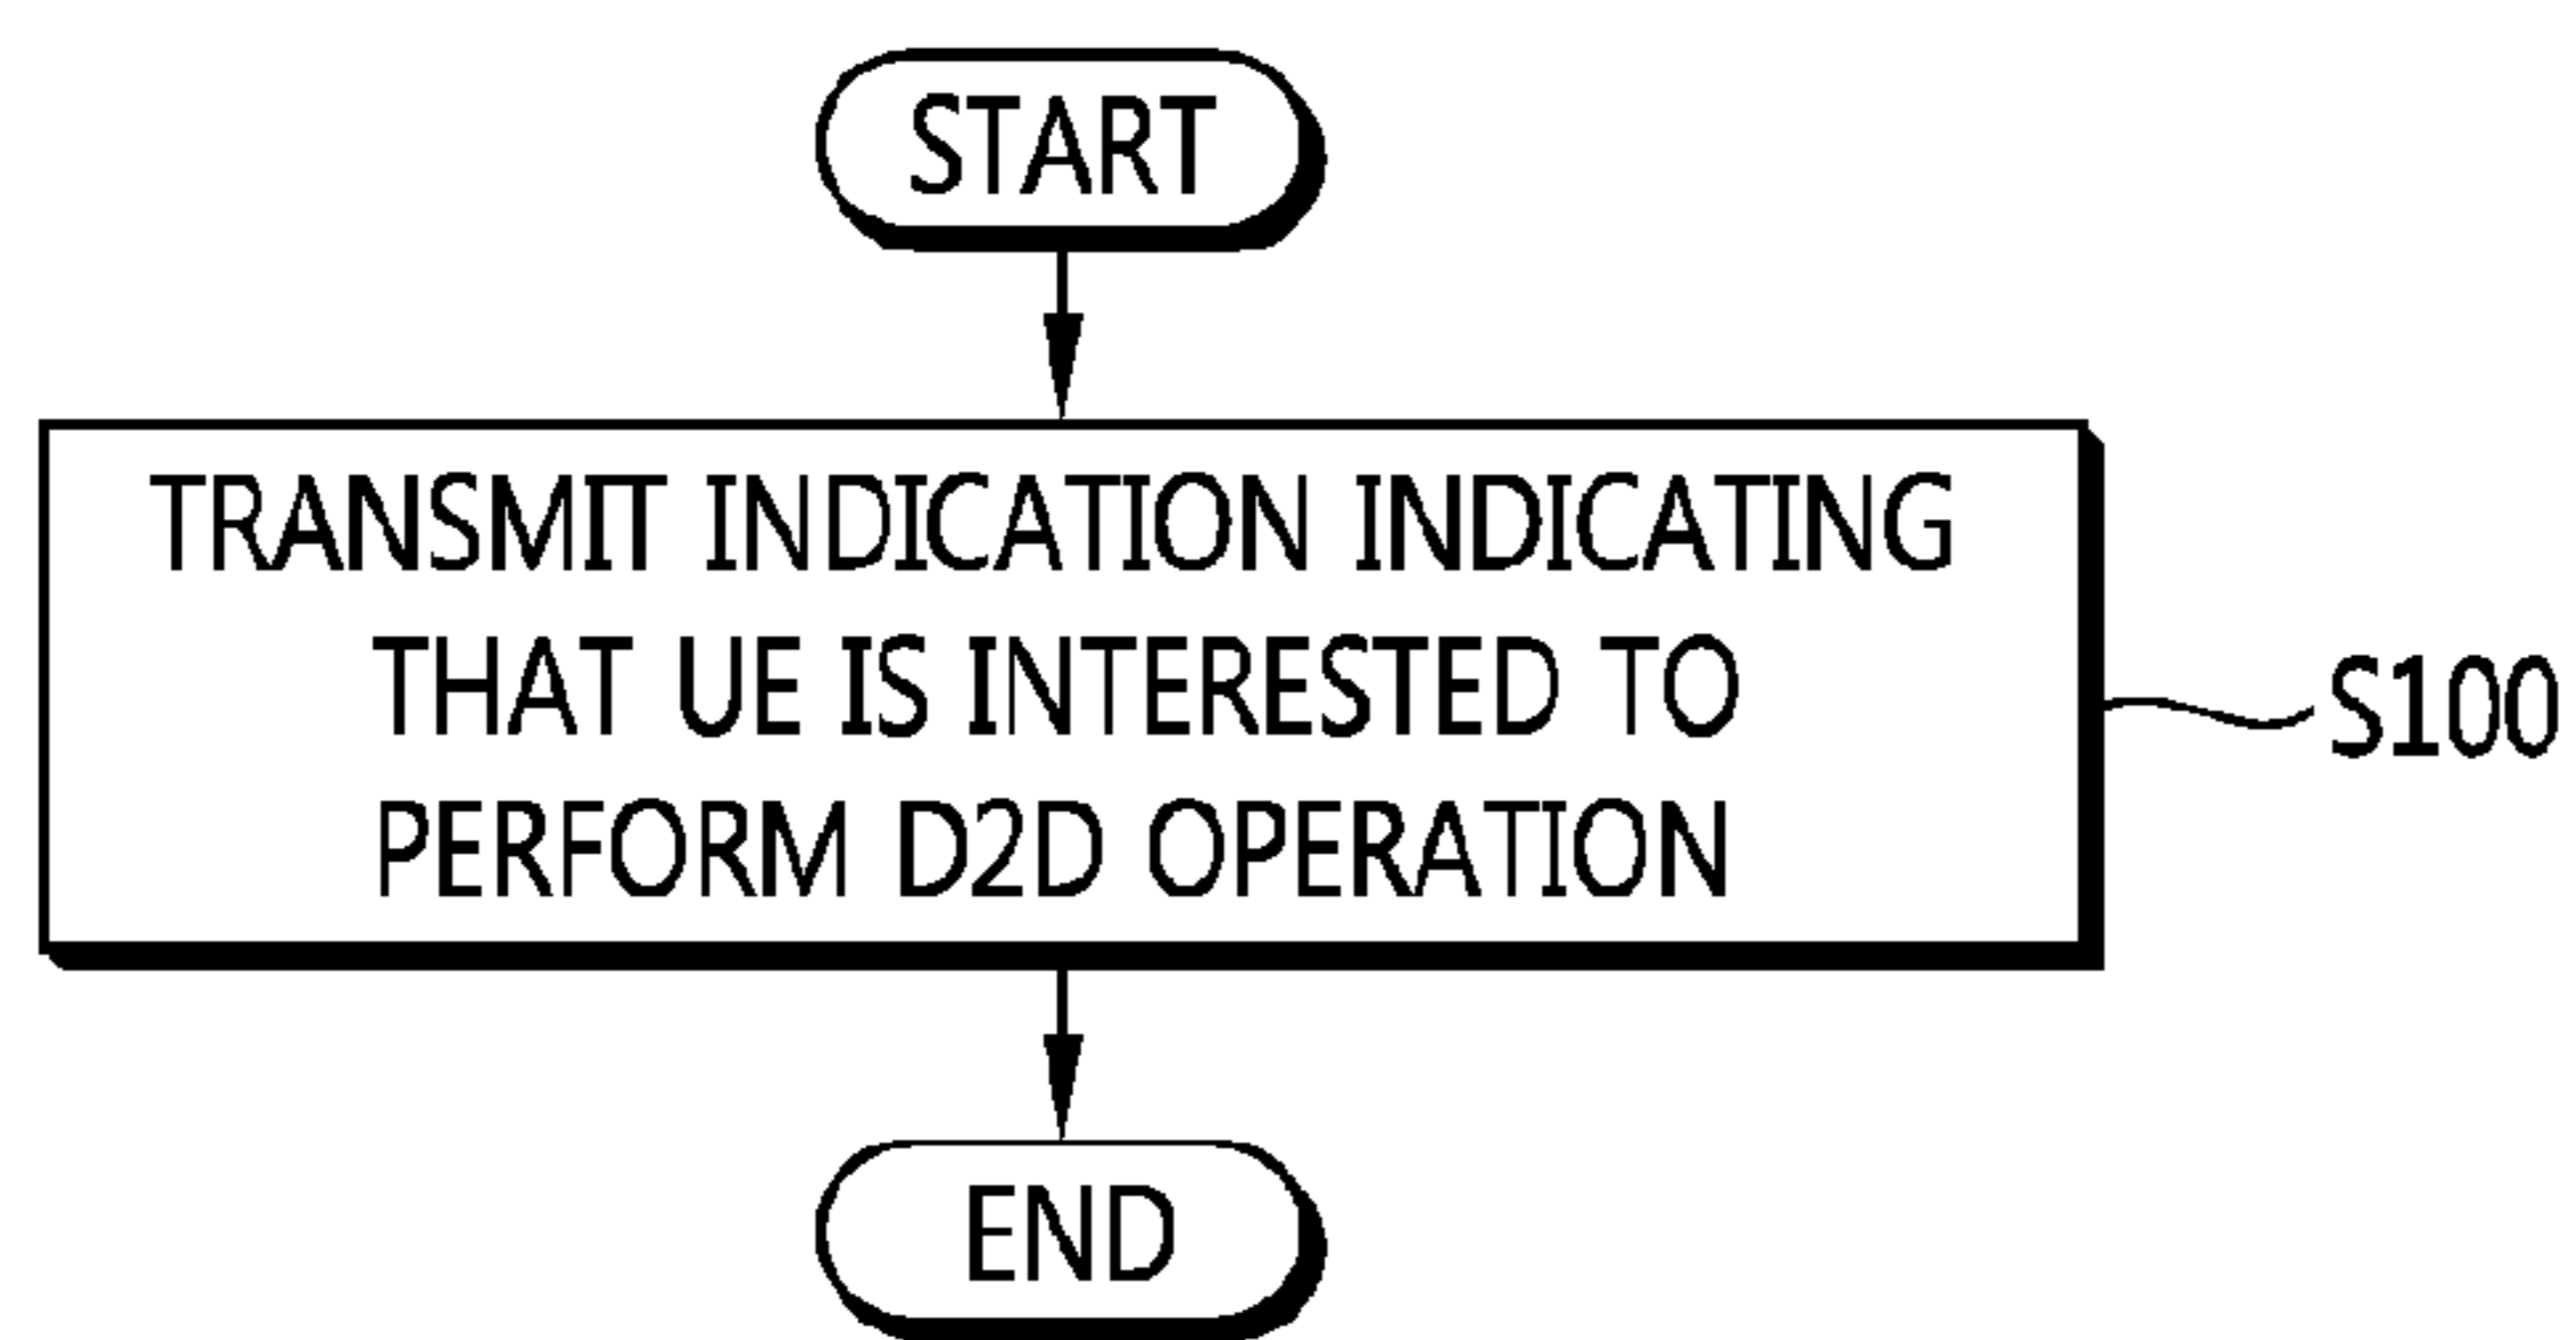 START
TRANSMIT INDICATION INDICATING
THAT UE IS INTERESTED TO
PERFORM D2D OPERATION
S100
END